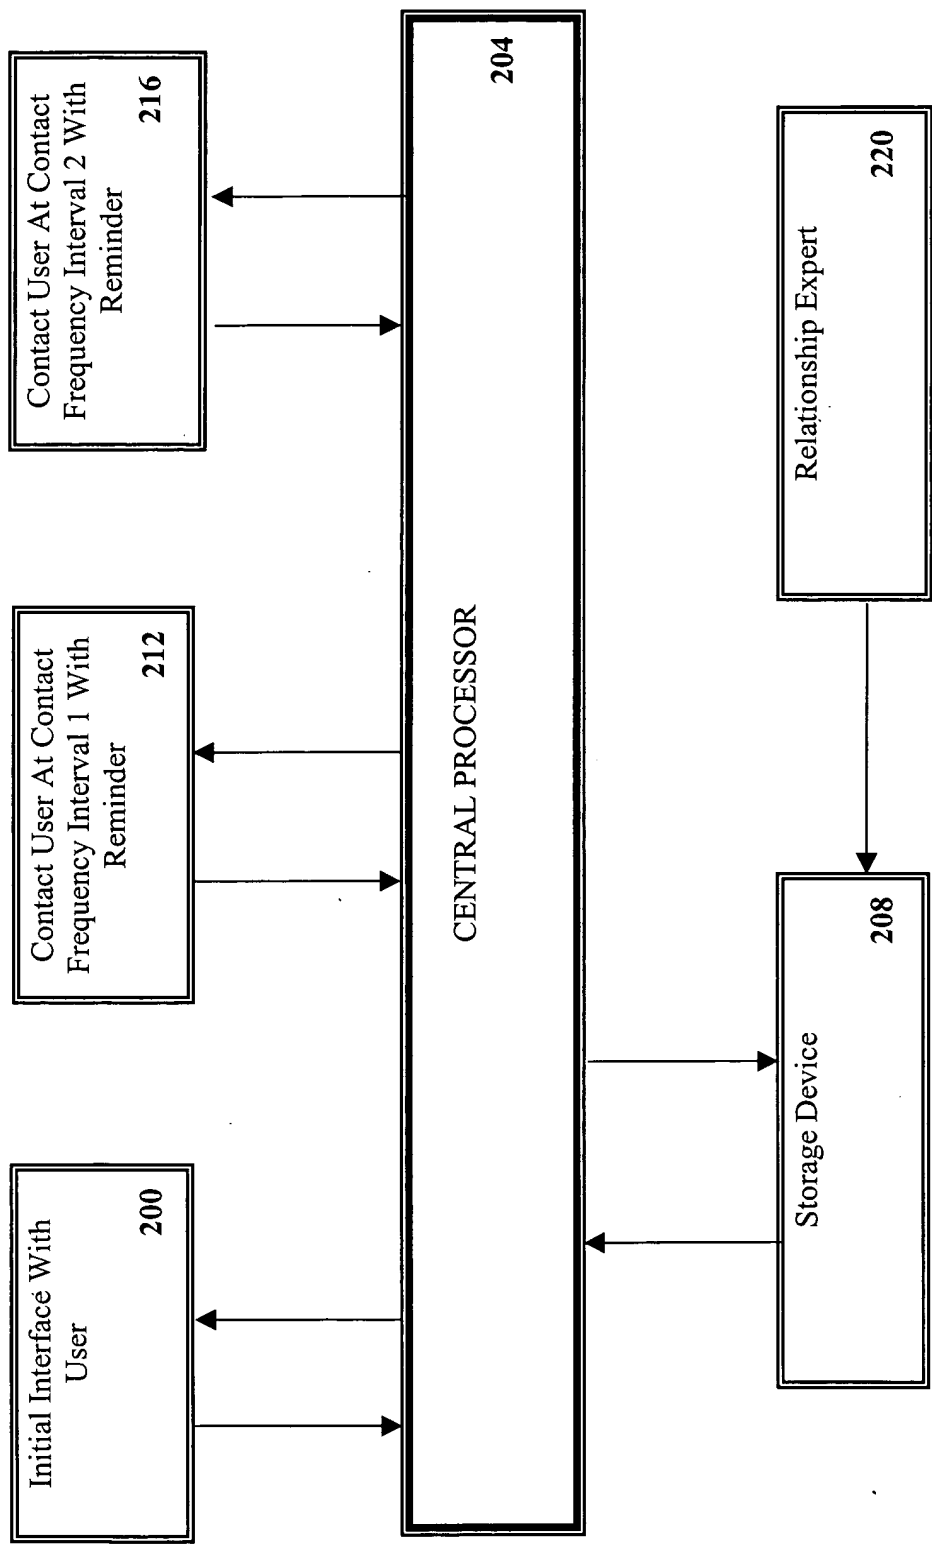 Initial Interface With
User
200
Contact User At Contact
Frequency Interval 1 With
Reminder
212
Contact User At Contact
Frequency Interval 2 With
Reminder
216
CENTRAL PROCESSOR
204
Storage Device
208
Relationship Expert
220